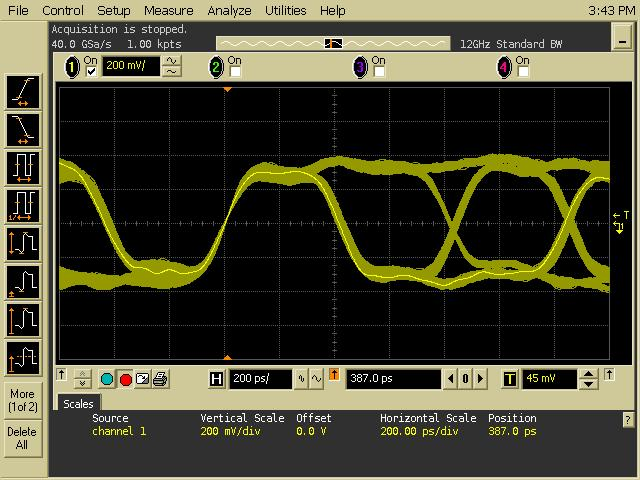 File Control Setup Measure Analyze Utilities Help 3:43 PM
Acquisition is stopped.
40.0 GSa/s 1.00 kpts 12GHz Standard BW
1 On 200 mV/ 2 On 3 On 4 On
T
More
(1of 2)
Delete
All
H 200 ps/ 387.0 ps 0 T 45 mV
Scales
Source Vertical Scale Offset Horizontal Scale Position
channel 1 200 mV/div 0.0 V 200.00 ps/div 387.0 ps
?